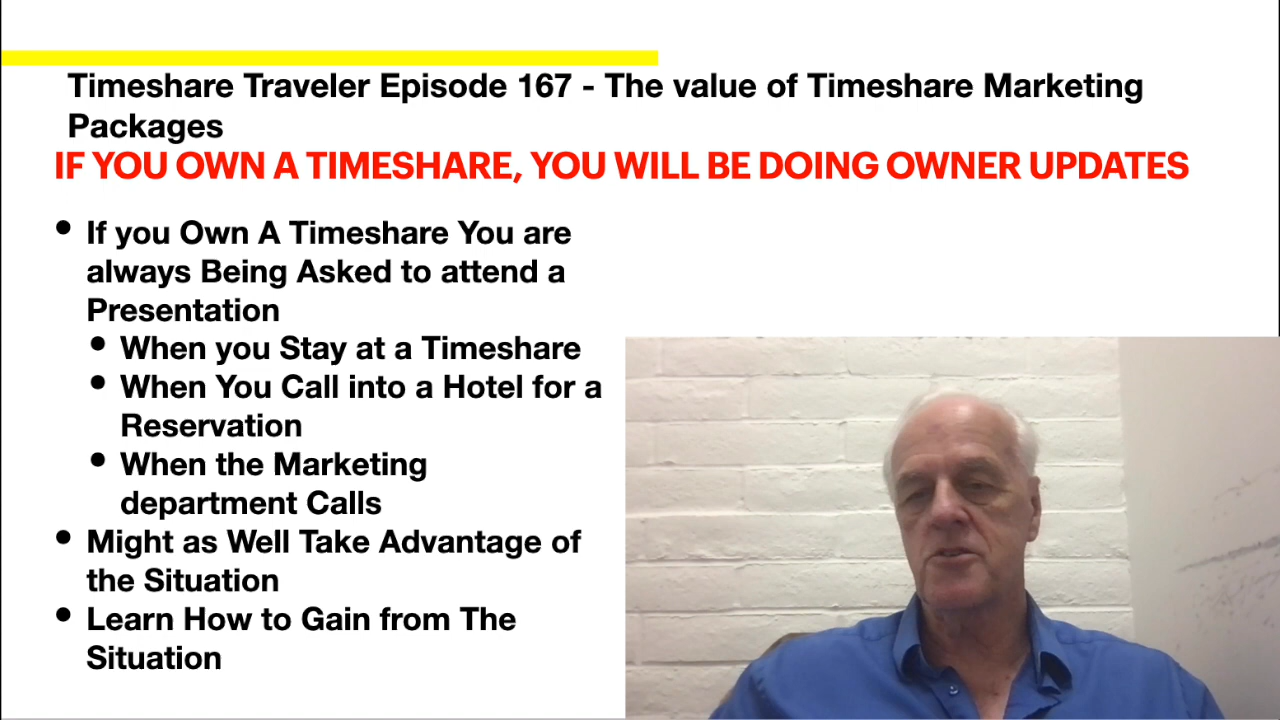 Timeshare Traveler Episode 167 - The value of Timeshare Marketing
Packages
IF YOU OWN A TIMESHARE, YOU WILL BE DOING OWNER UPDATES
• If you Own A Timeshare You are
always Being Asked to attend a
Presentation
• When you Stay at a Timeshare
• When You Call into a Hotel for a
Reservation
• When the Marketing
department Calls
• Might as Well Take Advantage of
the Situation
• Learn How to Gain from The
Situation